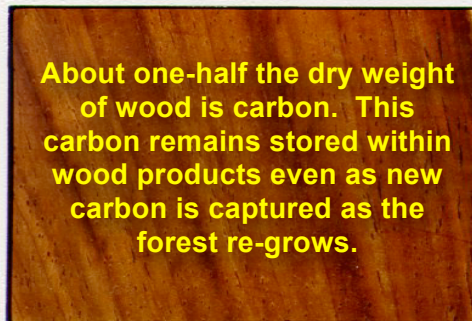 About one-half the dry weight
of wood is carbon.  This
carbon remains stored within
wood products even as new
carbon is captured as the
forest re-grows.